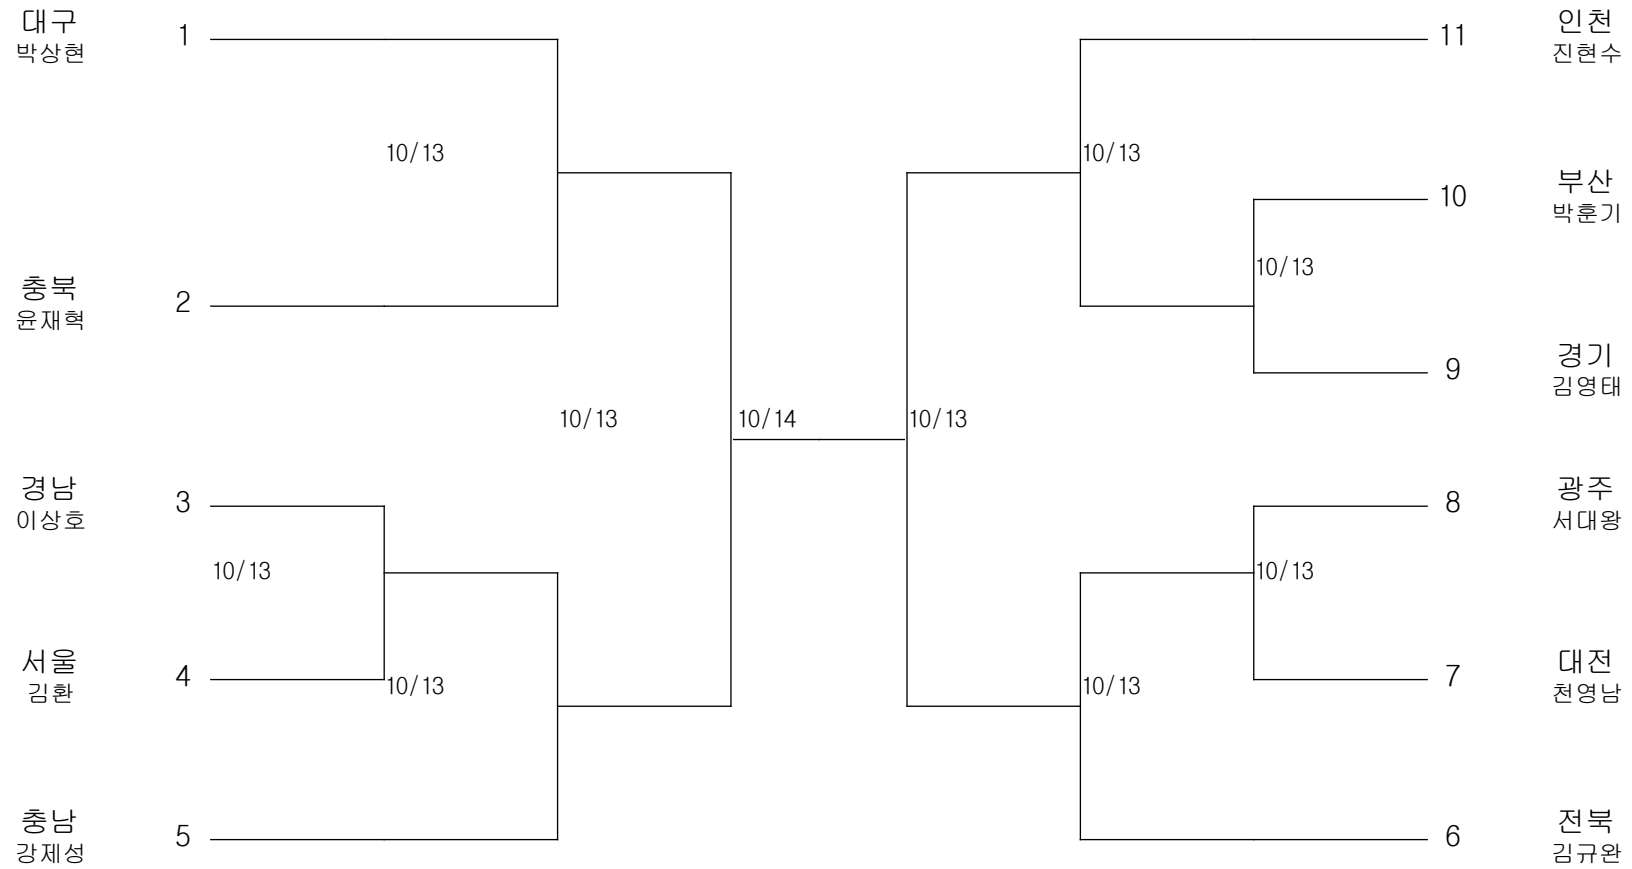 대구
박상현
1
11
인천
진현수
10/13
10/13
10
부산
박훈기
10/13
충북
윤재혁
2
9
경기
김영태
10/13
10/14
10/13
경남
이상호
3
8
광주
서대왕
10/13
10/13
서울
김환
4
10/13
10/13
7
대전
천영남
충남
강제성
5
6
전북
김규완